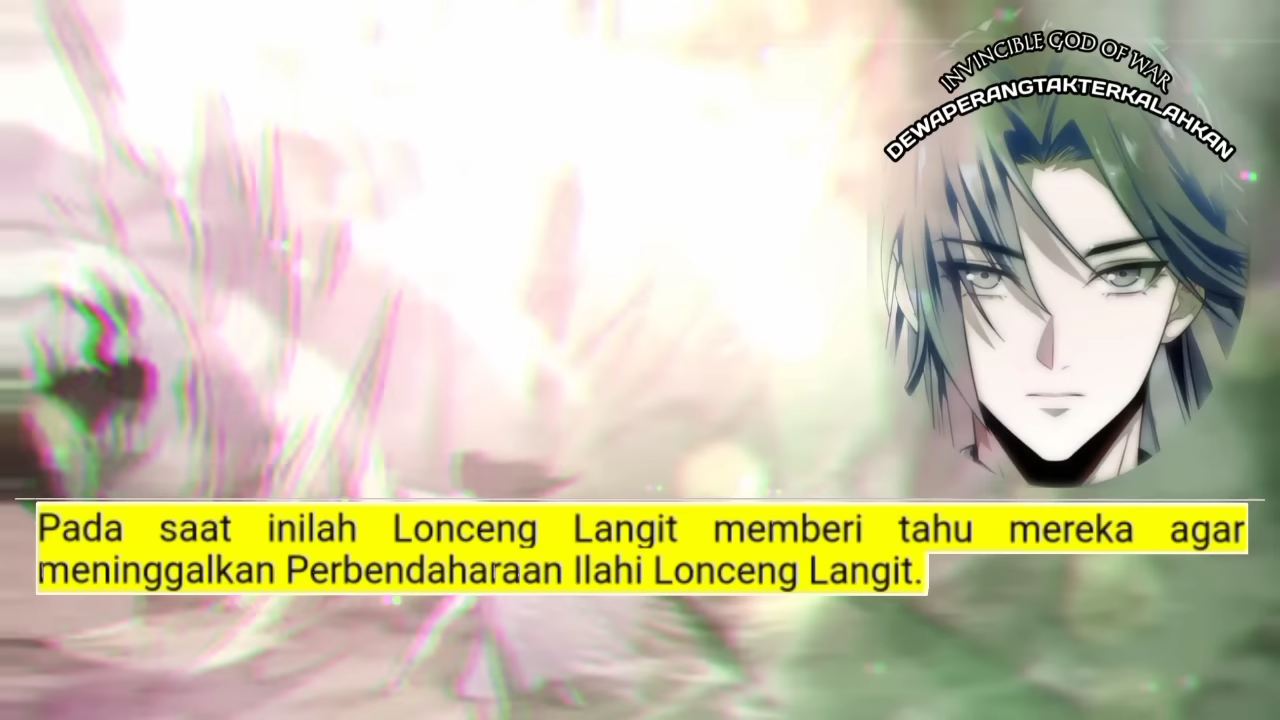 INVINCIBLE GOD OF WAR
DEWAPERANGTAKTERKALAHKAN
Pada saat inilah Lonceng Langit memberi tahu mereka agar
meninggalkan Perbendaharaan Ilahi Lonceng Langit.